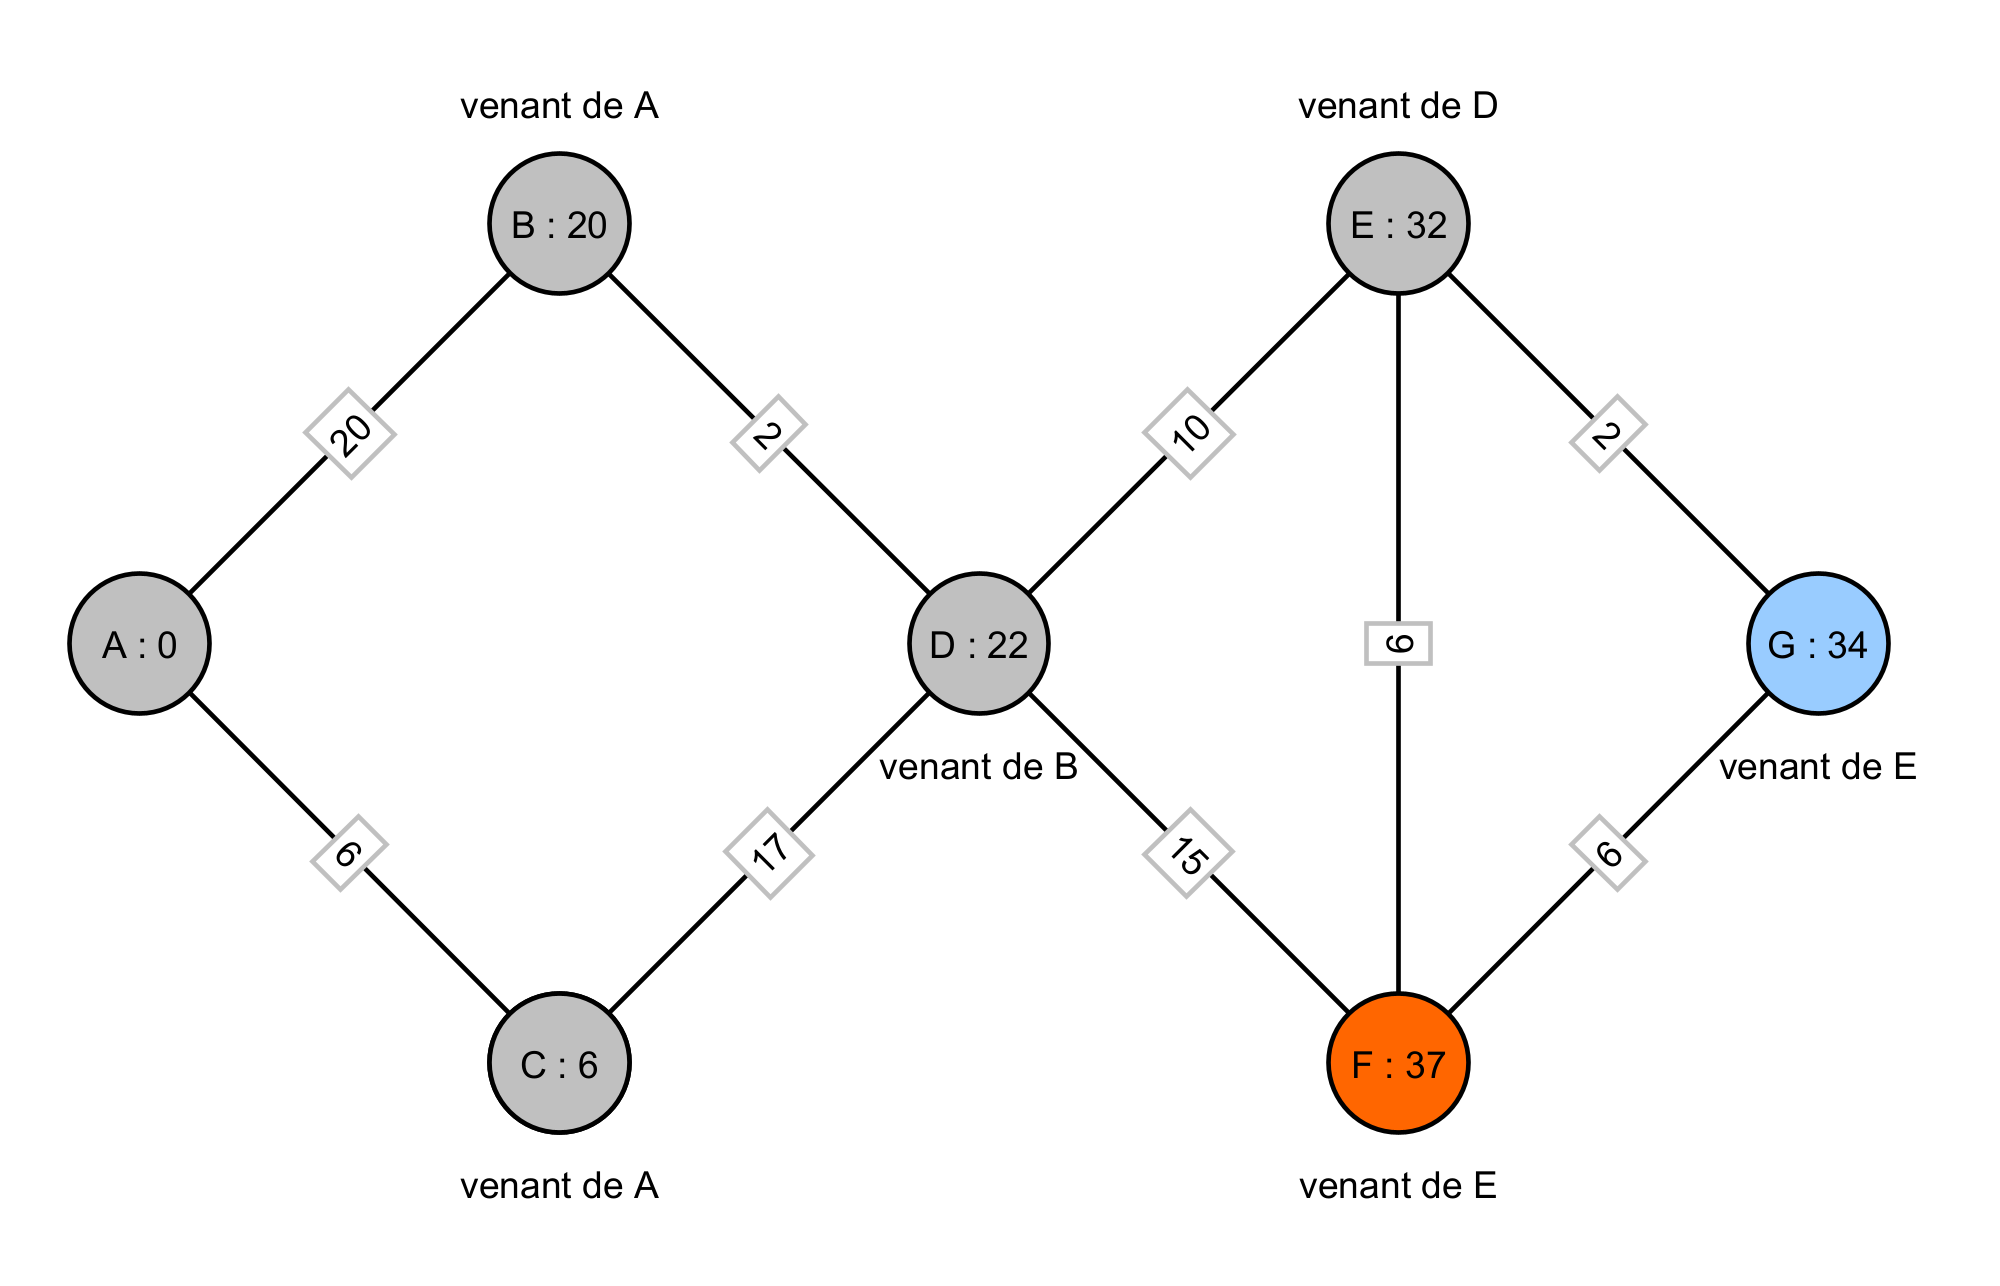 venant de A
venant de D
B : 20
E : 32
20
2
10
2
A : 0
D : 22
6
G : 34
venant de B
venant de E
6
17
15
6
C : 6
F : 37
venant de A
venant de E